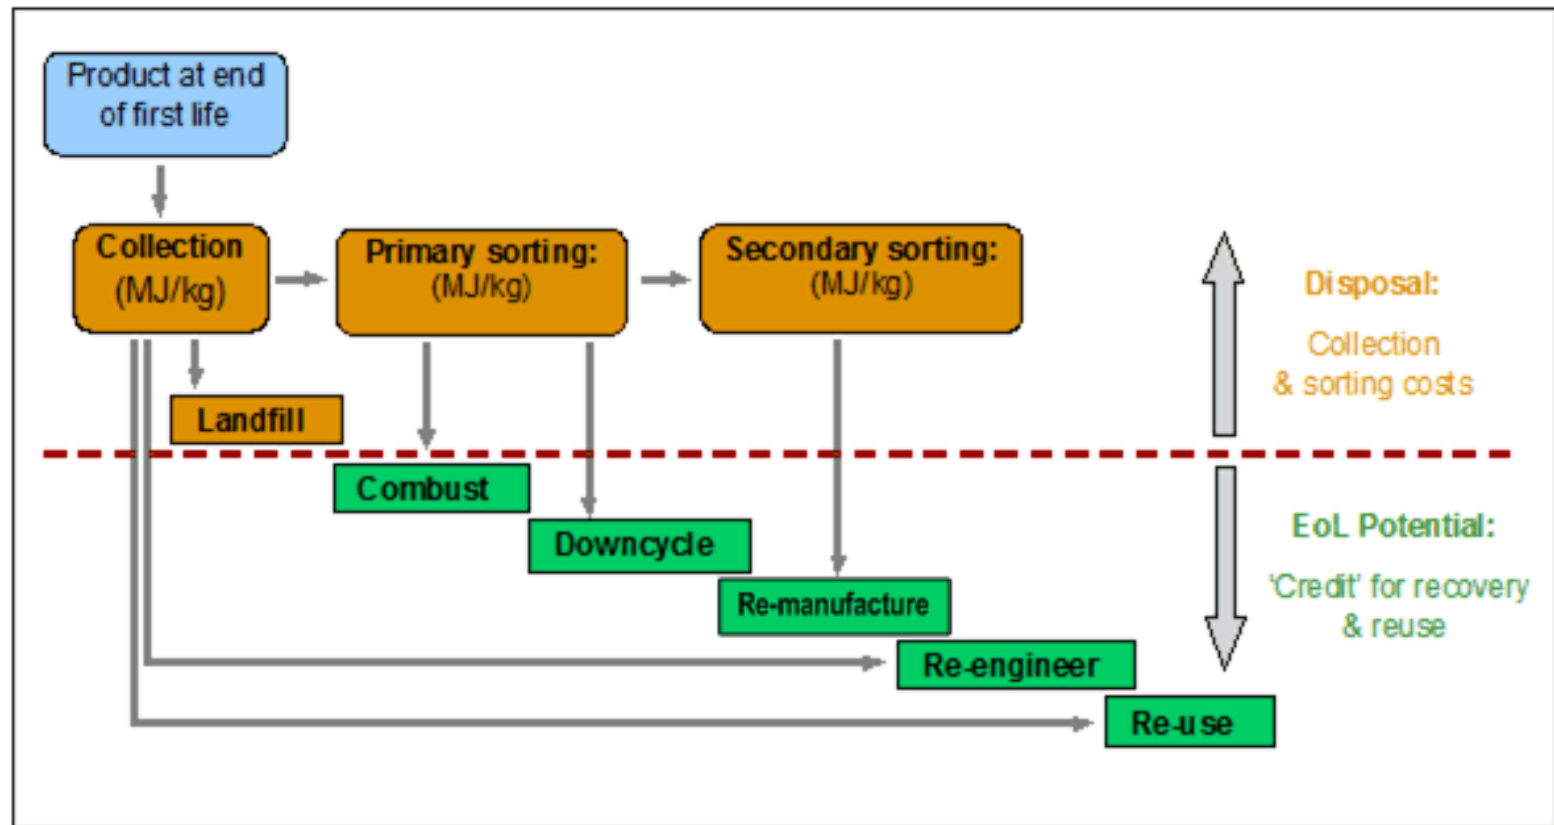 Product at end
of first life
Collection
(MJ/kg)
Primary sorting:
(MJ/kg)
Secondary sorting:
(MJ/kg)
Disposal:
Collection
& sorting costs
Landfill
Combust
Downcycle
Re-manufacture
Re-engineer
Re-use
EoL Potential:
'Credit' for recovery
& reuse